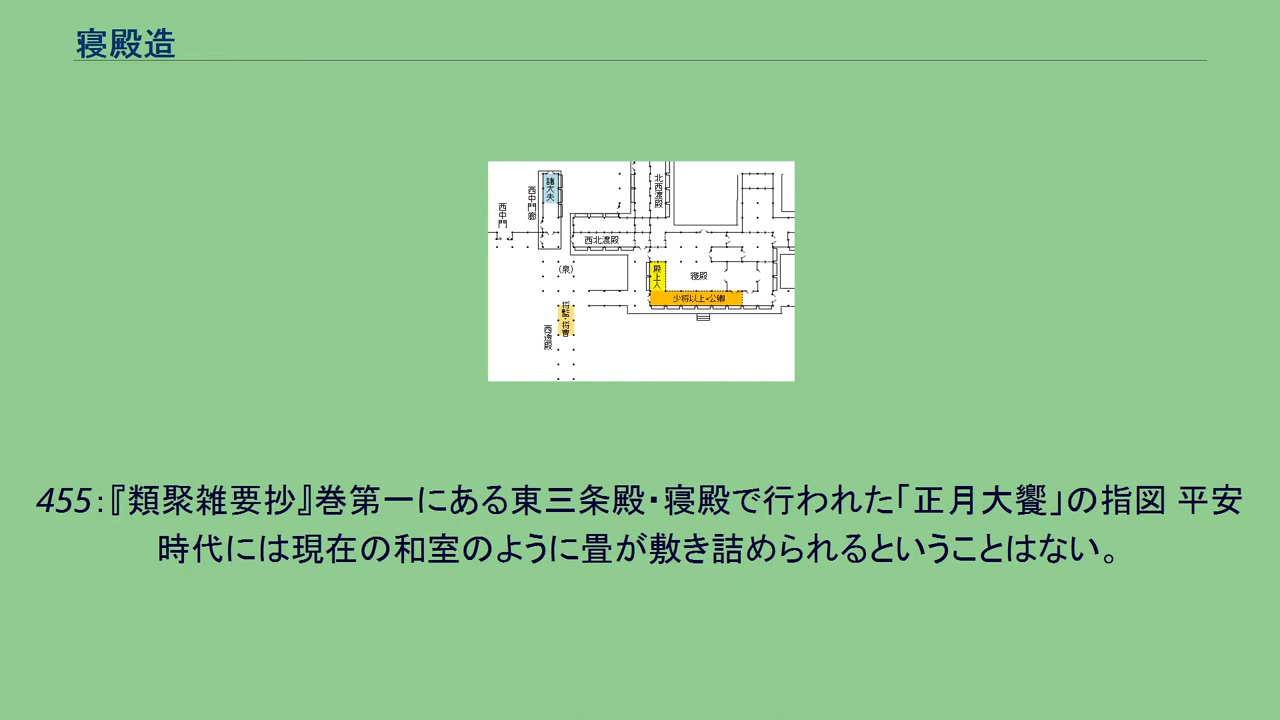 寝殿造
北西渡殿
諸大夫
西中門廊
西中門
西北渡殿
(泉)
殿上人
寝殿
少将以上+公卿
西透殿
455：『類聚雑要抄』巻第一にある東三条殿・寝殿で行われた「正月大饗」の指図 平安
時代には現在の和室のように畳が敷き詰められるということはない。